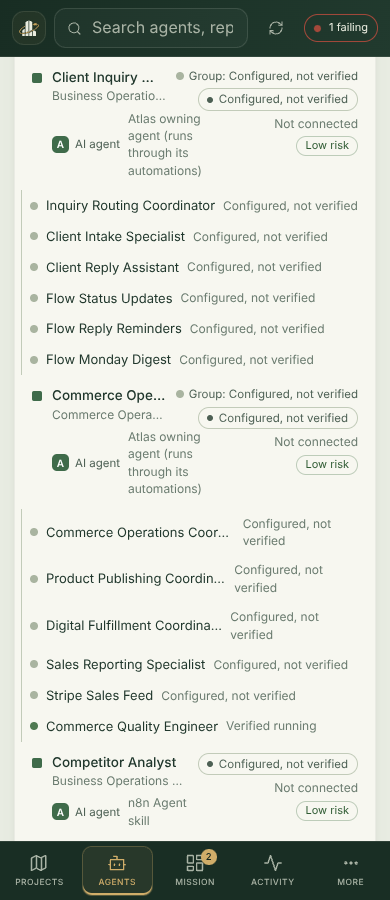 Search agents, rep
1 failing
Client Inquiry ...
Group: Configured, not verified
Business Operatio...
Configured, not verified
A AI agent
Atlas owning
agent (runs
through its
automations)
Not connected
Low risk
Inquiry Routing Coordinator Configured, not verified
Client Intake Specialist Configured, not verified
Client Reply Assistant Configured, not verified
Flow Status Updates Configured, not verified
Flow Reply Reminders Configured, not verified
Flow Monday Digest Configured, not verified
Commerce Ope...
Group: Configured, not verified
Commerce Opera...
Configured, not verified
A AI agent
Atlas owning
agent (runs
through its
automations)
Not connected
Low risk
Commerce Operations Coor...
Configured, not
verified
Product Publishing Coordin...
Configured, not
verified
Digital Fulfillment Coordina...
Configured, not
verified
Sales Reporting Specialist Configured, not verified
Stripe Sales Feed Configured, not verified
Commerce Quality Engineer Verified running
Competitor Analyst
Configured, not verified
Business Operations ...
Not connected
A AI agent
n8n Agent
skill
Low risk
2
PROJECTS
AGENTS
MISSION
ACTIVITY
MORE